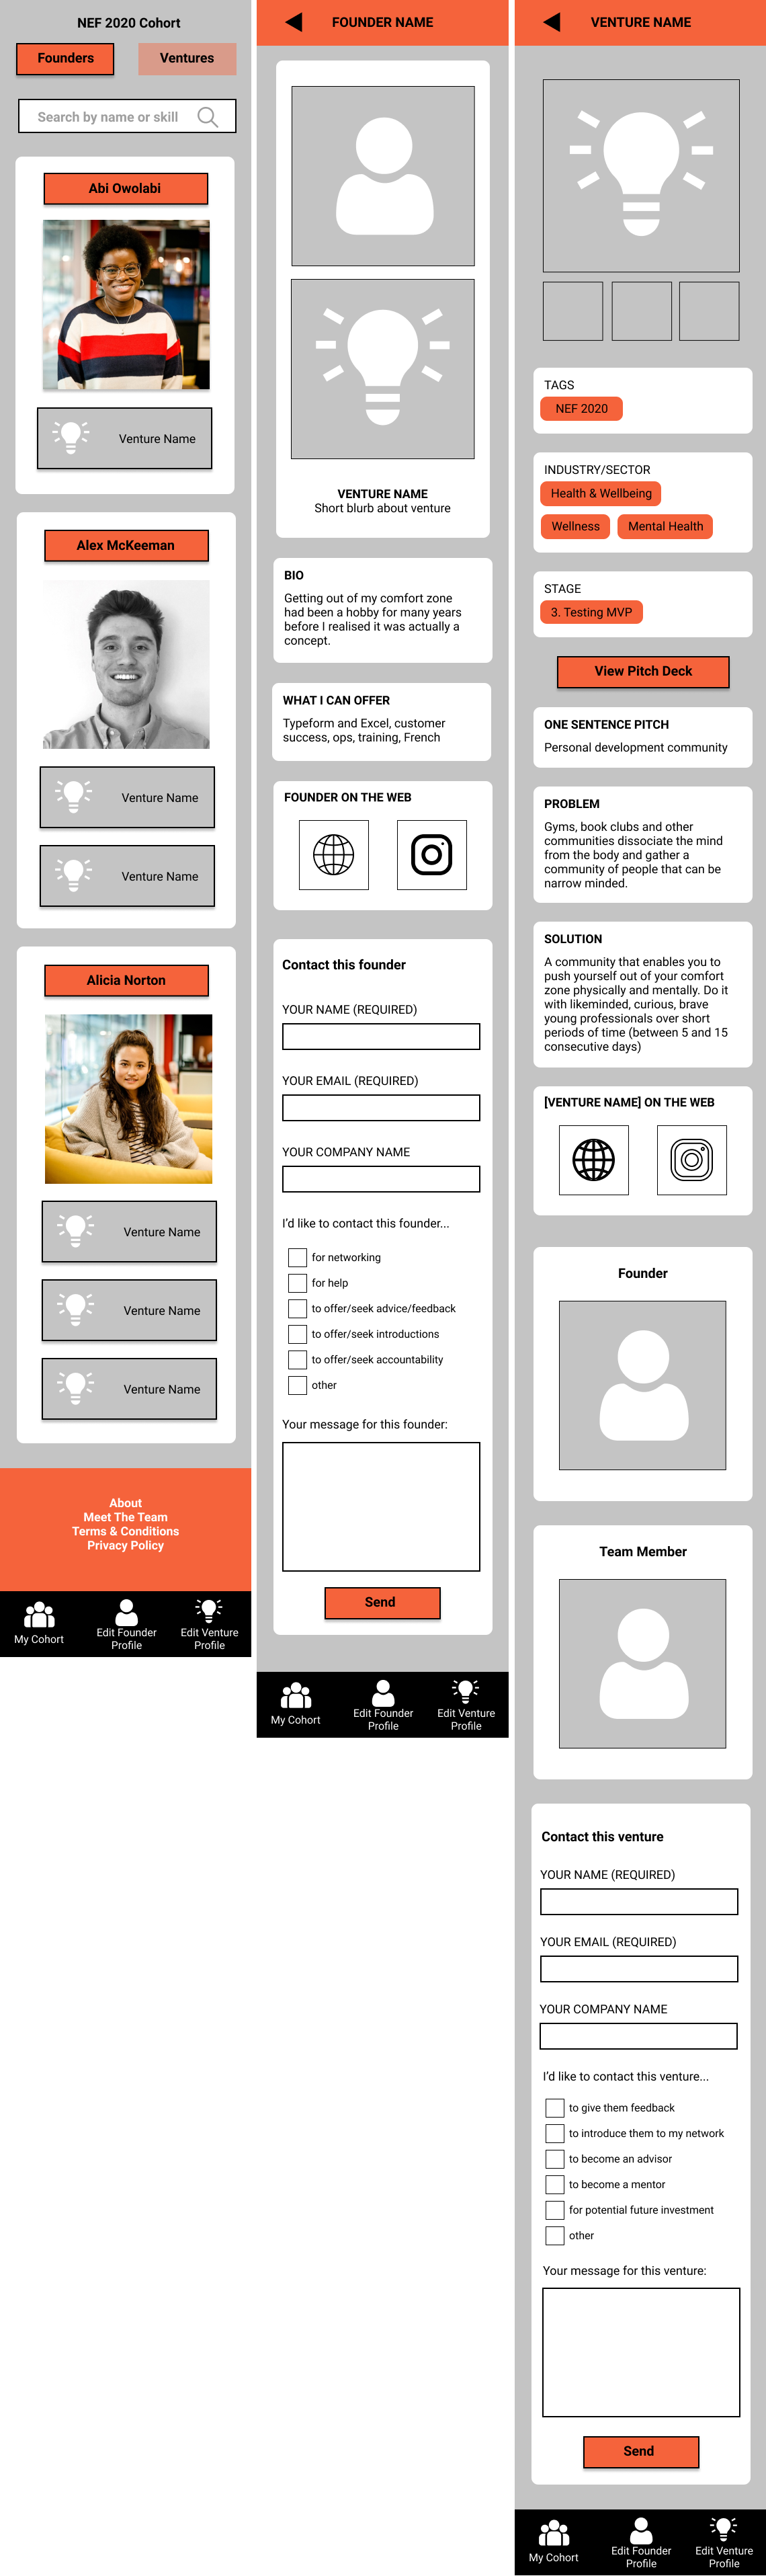 NEF 2020 Cohort
Founders
Ventures
Search by name or skill
Abi Owolabi
Venture Name
Alex McKeeman
Venture Name
Venture Name
Alicia Norton
Venture Name
Venture Name
Venture Name
About
Meet The Team
Terms & Conditions
Privacy Policy
My Cohort
Edit Founder
Profile
Edit Venture
Profile
FOUNDER NAME
VENTURE NAME
Short blurb about venture
BIO
Getting out of my comfort zone
had been a hobby for many years
before I realised it was actually a
concept.
WHAT I CAN OFFER
Typeform and Excel, customer
success, ops, training, French
FOUNDER ON THE WEB
Contact this founder
YOUR NAME (REQUIRED)
YOUR EMAIL (REQUIRED)
YOUR COMPANY NAME
I'd like to contact this founder...
for networking
for help
to offer/seek advice/feedback
to offer/seek introductions
to offer/seek accountability
other
Your message for this founder:
Send
My Cohort
Edit Founder
Profile
Edit Venture
Profile
VENTURE NAME
TAGS
NEF 2020
INDUSTRY/SECTOR
Health & Wellbeing
Wellness
Mental Health
STAGE
3. Testing MVP
View Pitch Deck
ONE SENTENCE PITCH
Personal development community
PROBLEM
Gyms, book clubs and other
communities dissociate the mind
from the body and gather a
community of people that can be
narrow minded.
SOLUTION
A community that enables you to
push yourself out of your comfort
zone physically and mentally. Do it
with likeminded, curious, brave
young professionals over short
periods of time (between 5 and 15
consecutive days)
[VENTURE NAME] ON THE WEB
Founder
Team Member
Contact this venture
YOUR NAME (REQUIRED)
YOUR EMAIL (REQUIRED)
YOUR COMPANY NAME
I'd like to contact this venture...
to give them feedback
to introduce them to my network
to become an advisor
to become a mentor
for potential future investment
other
Your message for this venture:
Send
My Cohort
Edit Founder
Profile
Edit Venture
Profile